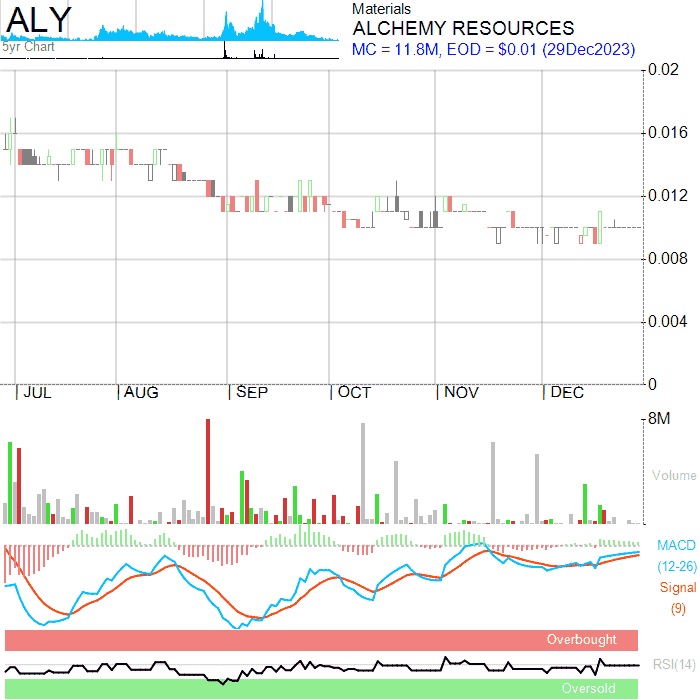 ALY
5yr Chart
Materials
ALCHEMY RESOURCES
MC = 11.8M, EOD = $0.01 (29Dec2023)
0.02
0.016
0.012
0.008
0.004
0
JUL AUG SEP OCT NOV DEC
8M
Volume
MACD
(12-26)
Signal
(9)
Overbought
RSI(14)
Oversold